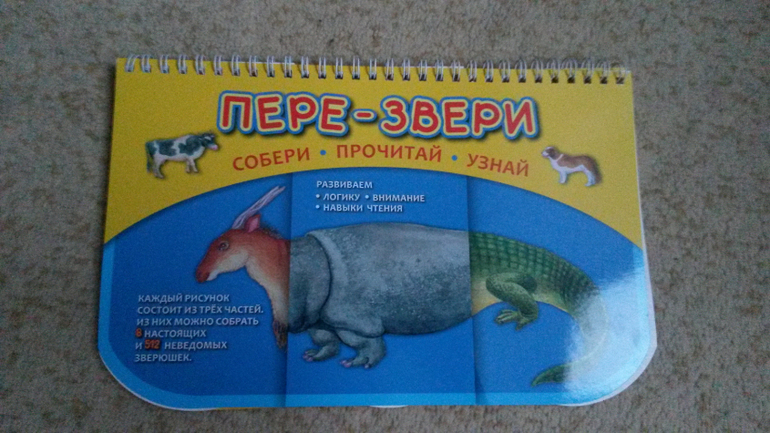 ПЕРЕ-ЗВЕРИ
СОБЕРИ • ПРОЧИТАЙ • УЗНАЙ
РАЗВИВАЕМ
• ЛОГИКУ • ВНИМАНИЕ
• НАВЫКИ ЧТЕНИЯ
КАЖДЫЙ РИСУНОК
СОСТОИТ ИЗ ТРЁХ ЧАСТЕЙ.
ИЗ НИХ МОЖНО СОБРАТЬ
8 НАСТОЯЩИХ
И 512 НЕВЕДОМЫХ
ЗВЕРЮШЕК.